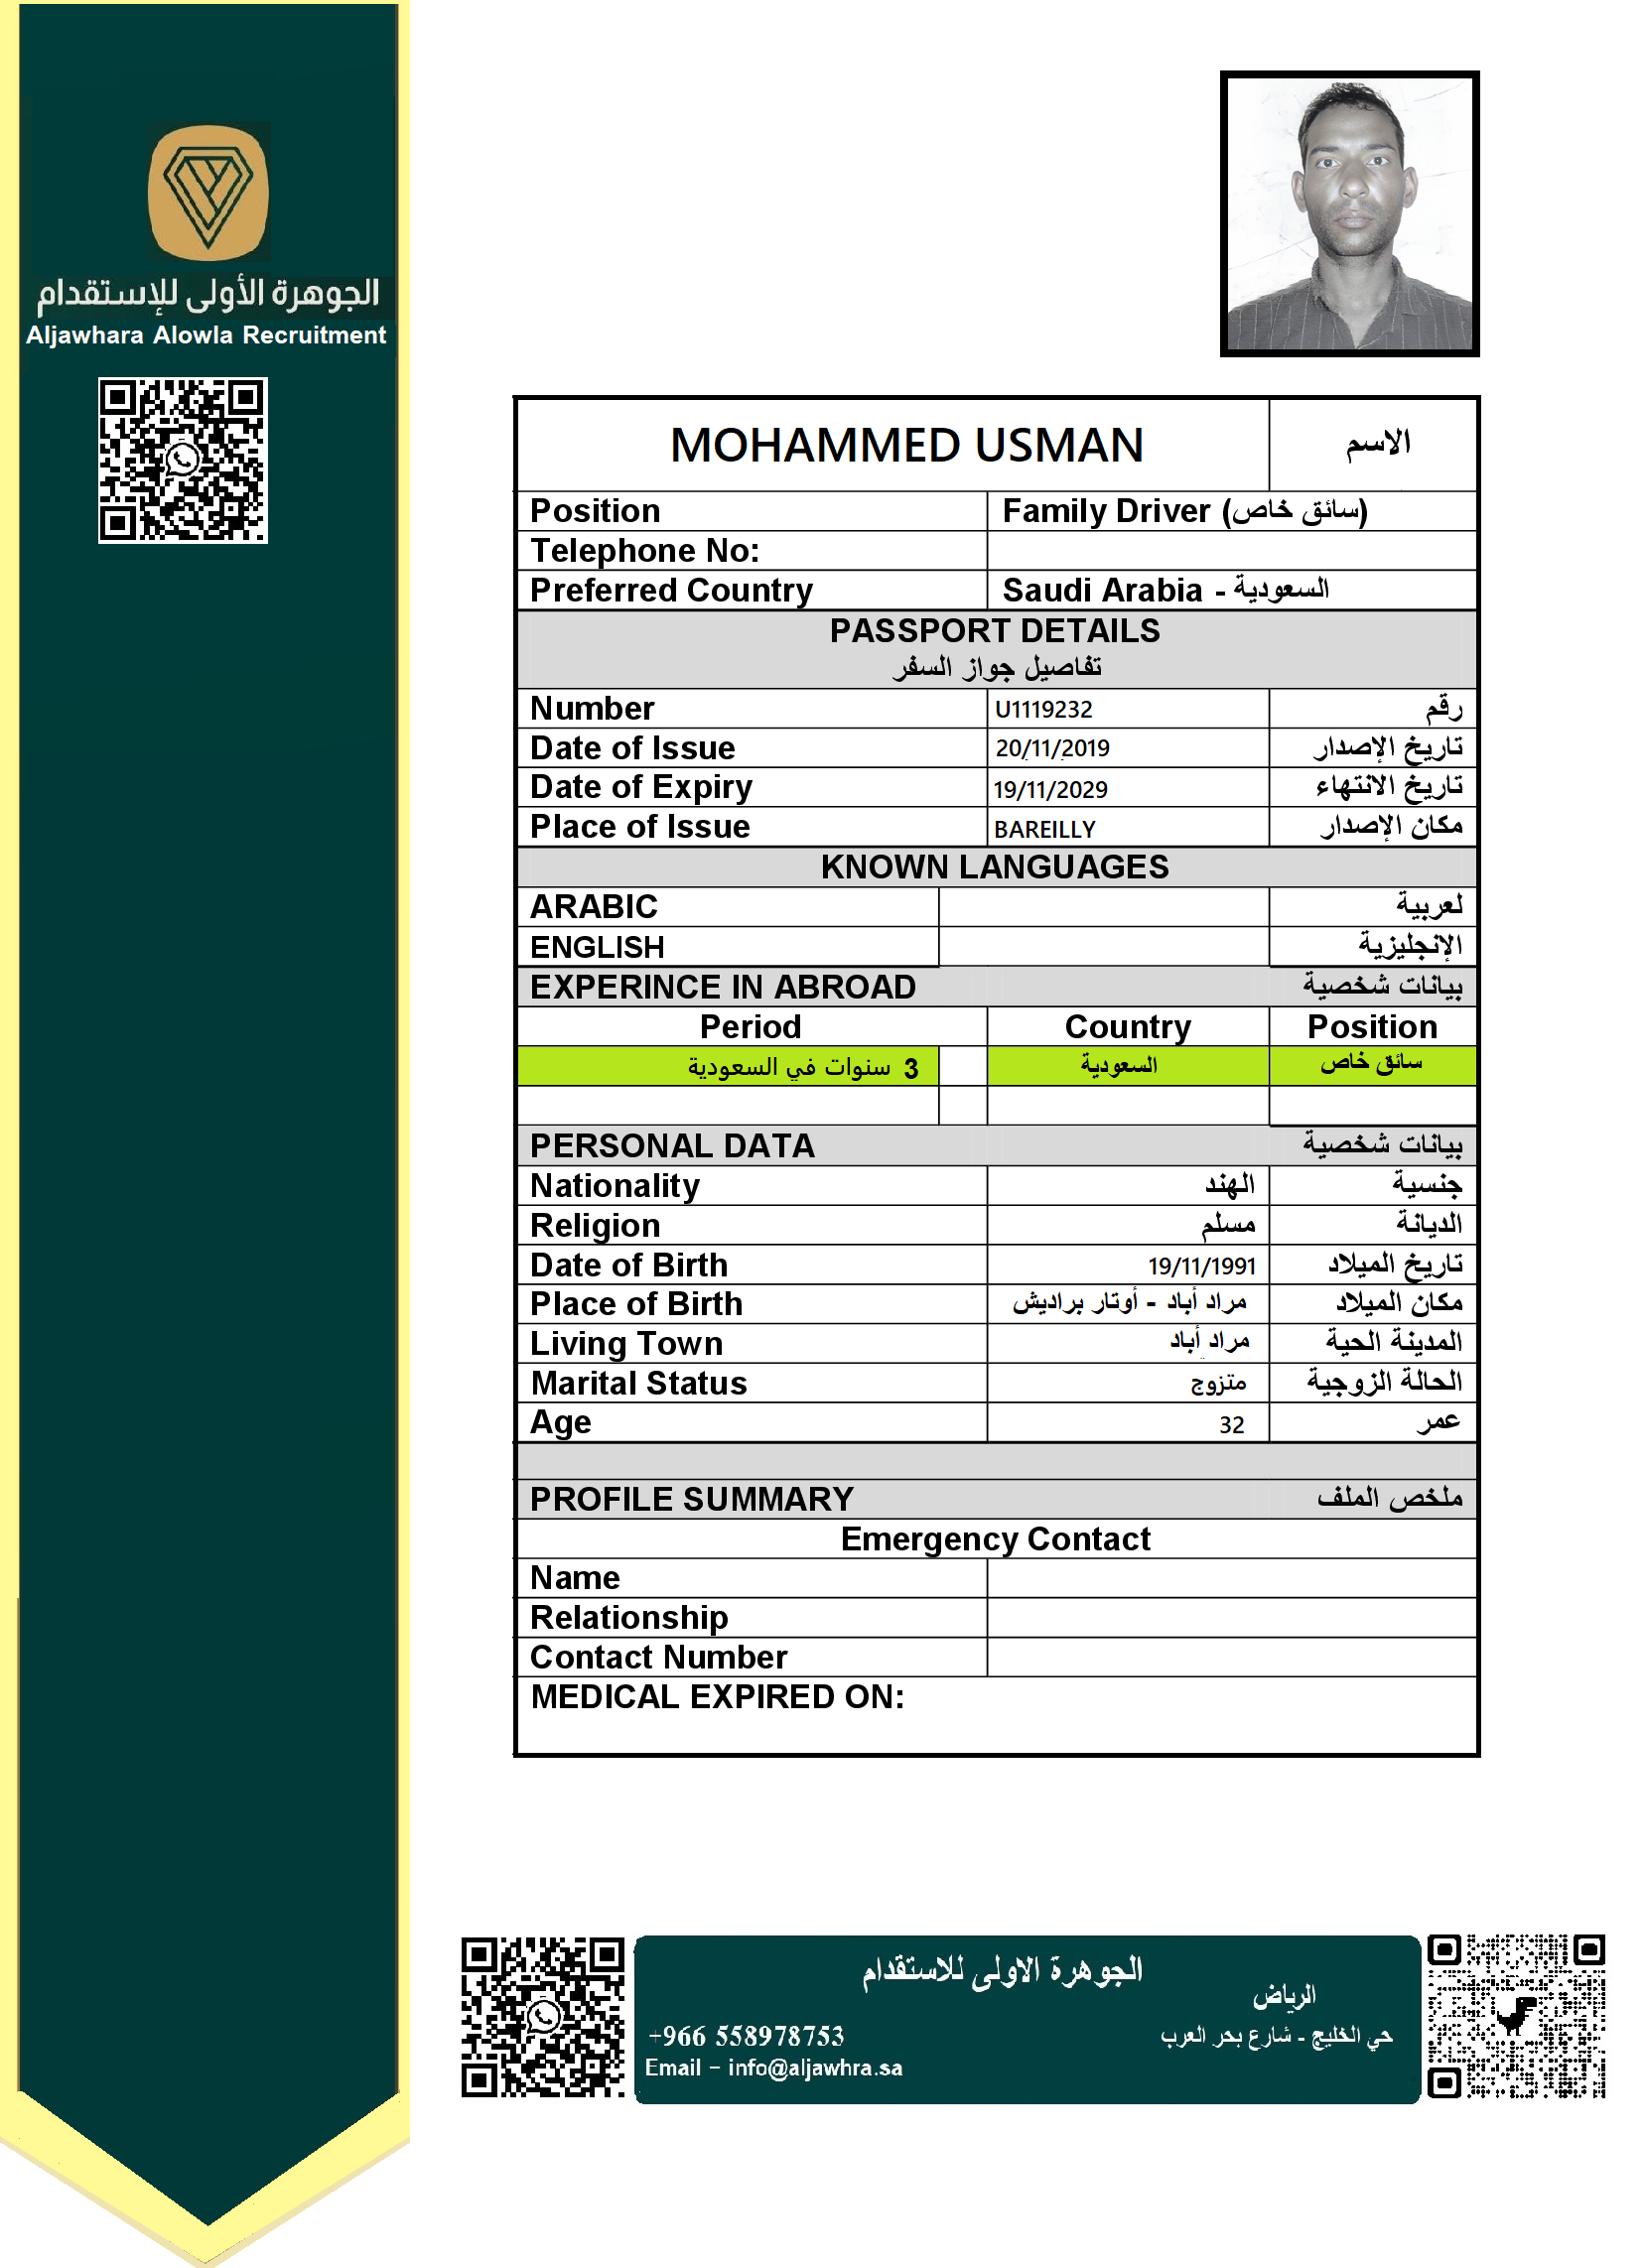 الجوهرة الأولى للإستقدام
Aljawhara Alowla Recruitment
MOHAMMED USMAN الاسم
Position Family Driver (سائق خاص)
Telephone No:
Preferred Country Saudi Arabia - السعودية
PASSPORT DETAILS
تفاصيل جواز السفر
Number U1119232 رقم
Date of Issue 20/11/2019 تاريخ الإصدار
Date of Expiry 19/11/2029 تاريخ الانتهاء
Place of Issue BAREILLY مكان الإصدار
KNOWN LANGUAGES
ARABIC لعربية
ENGLISH الإنجليزية
EXPERINCE IN ABROAD بيانات شخصية
Period Country Position
3 سنوات في السعودية السعودية سائق خاص
PERSONAL DATA بيانات شخصية
Nationality الهند جنسية
Religion مسلم الديانة
Date of Birth 19/11/1991 تاريخ الميلاد
Place of Birth مراد أباد - أوتار براديش مكان الميلاد
Living Town مراد أباد المدينة الحية
Marital Status متزوج الحالة الزوجية
Age 32 عمر
PROFILE SUMMARY ملخص الملف
Emergency Contact
Name
Relationship
Contact Number
MEDICAL EXPIRED ON:
الجوهرة الاولى للاستقدام
الرياض
+966 558978753 حي الخليج - شارع بحر العرب
Email - info@aljawhra.sa